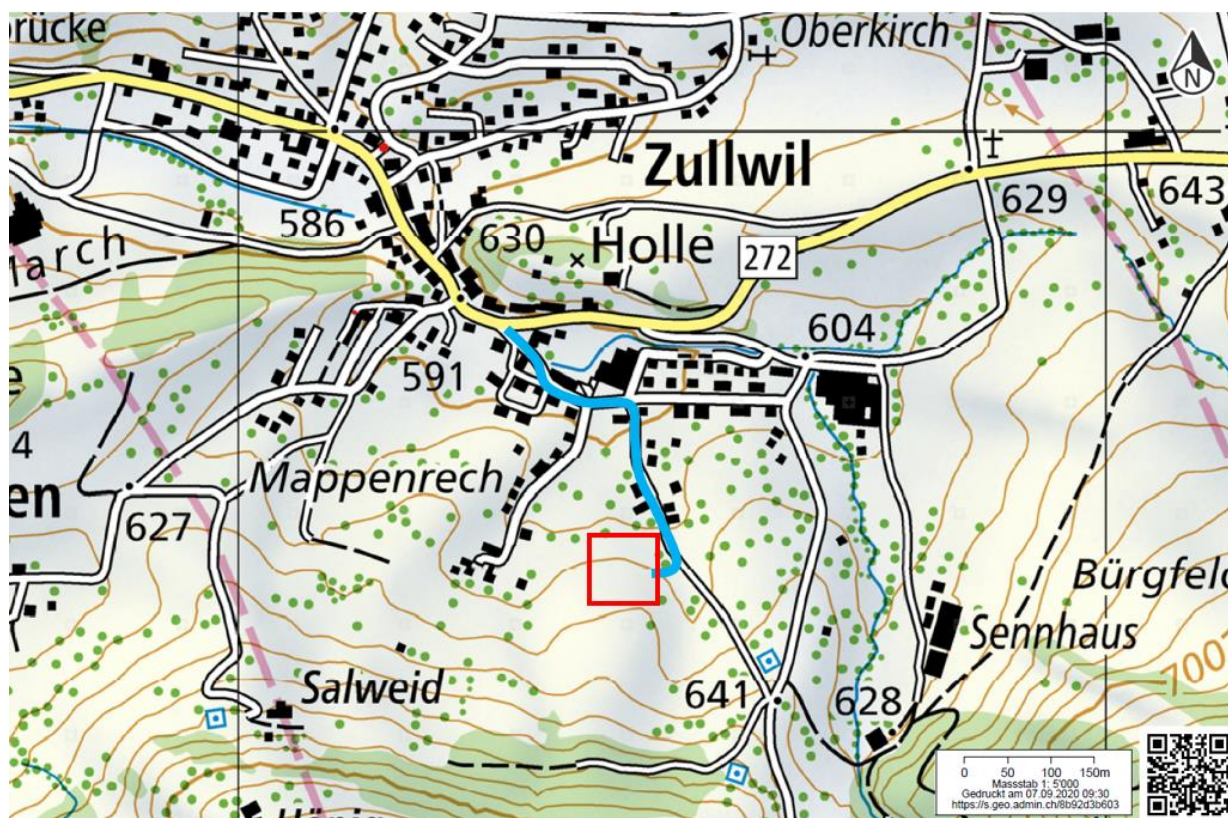 rücke
Oberkirch
N
Zullwil
586
630
Holle
272
629
643
March
591
604
4
en
Mappenrech
627
Bürgfeld
Sennhaus
Salweid
641
628
700
0 50 100 150m
Massstab 1: 5'000
Gedruckt am 07.09.2020 09:30
https://s.geo.admin.ch/8b92d3b603